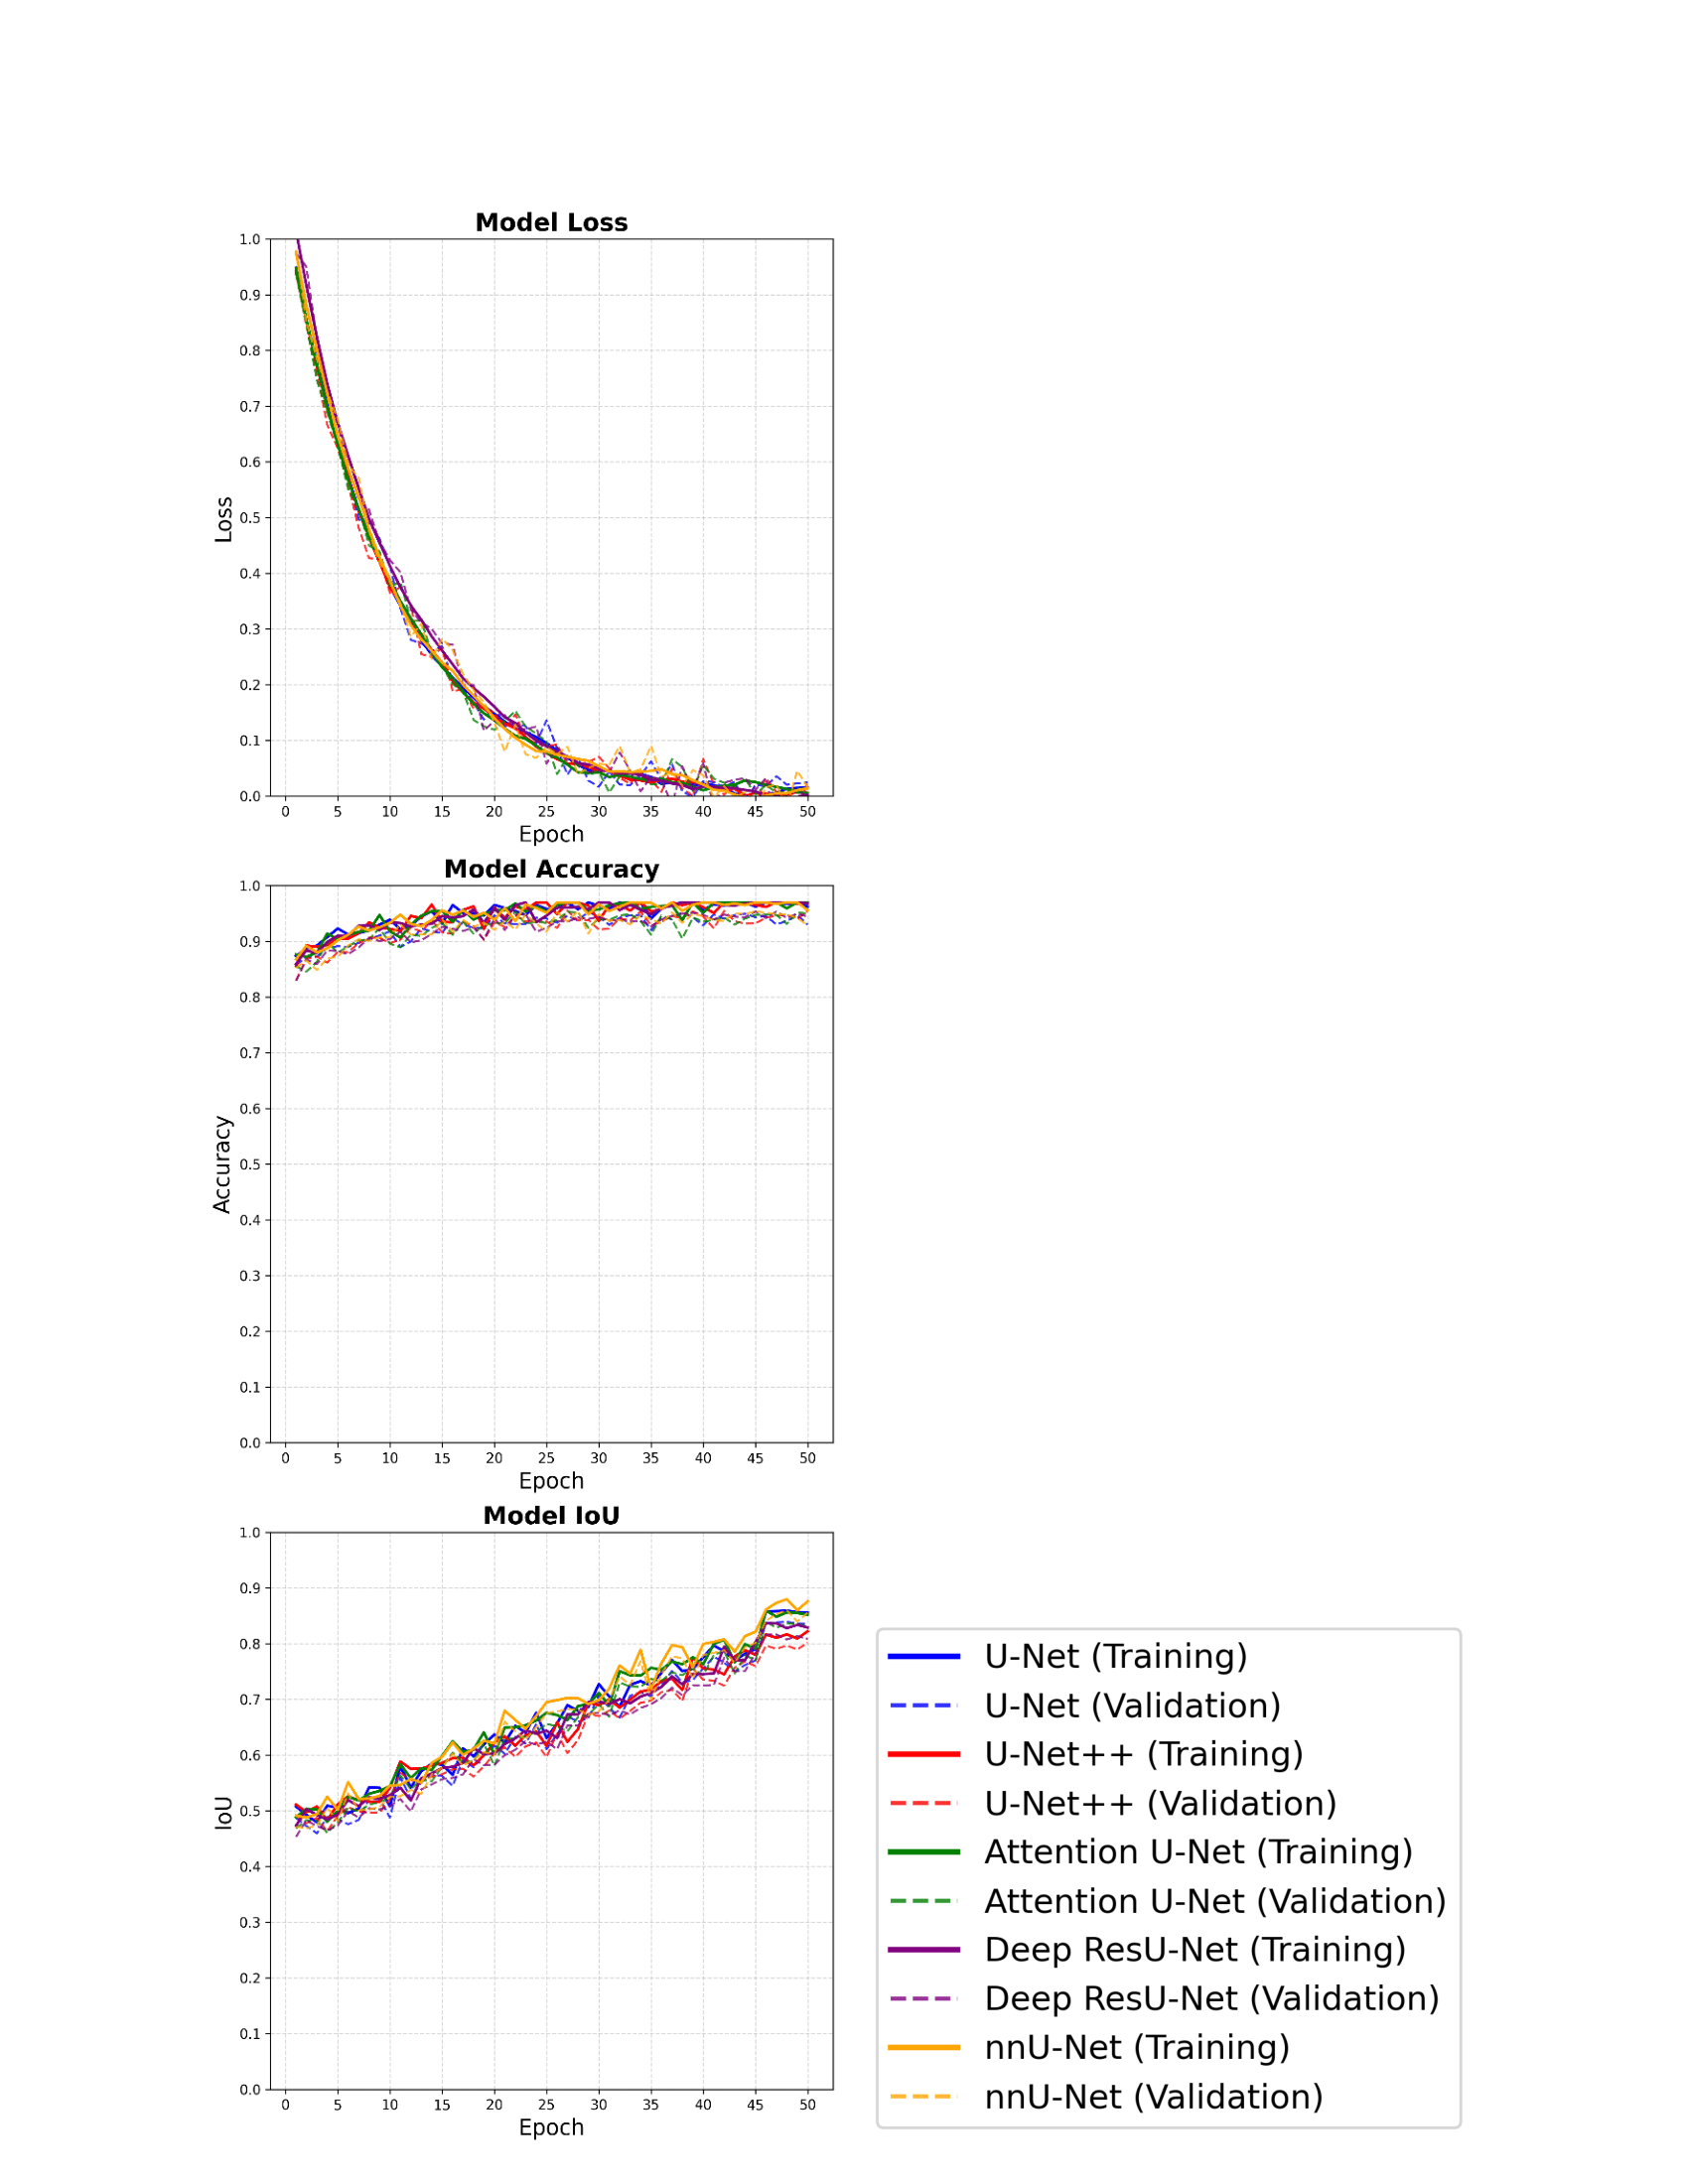 Model Loss
1.0
0.9
0.8
0.7
0.6
0.5
0.4
0.3
0.2
0.1
0.0
Loss
0 5 10 15 20 25 30 35 40 45 50
Epoch
Model Accuracy
1.0
0.9
0.8
0.7
0.6
0.5
0.4
0.3
0.2
0.1
0.0
Accuracy
0 5 10 15 20 25 30 35 40 45 50
Epoch
Model IoU
1.0
0.9
0.8
0.7
0.6
0.5
0.4
0.3
0.2
0.1
0.0
IoU
0 5 10 15 20 25 30 35 40 45 50
Epoch
U-Net (Training)
U-Net (Validation)
U-Net++ (Training)
U-Net++ (Validation)
Attention U-Net (Training)
Attention U-Net (Validation)
Deep ResU-Net (Training)
Deep ResU-Net (Validation)
nnU-Net (Training)
nnU-Net (Validation)